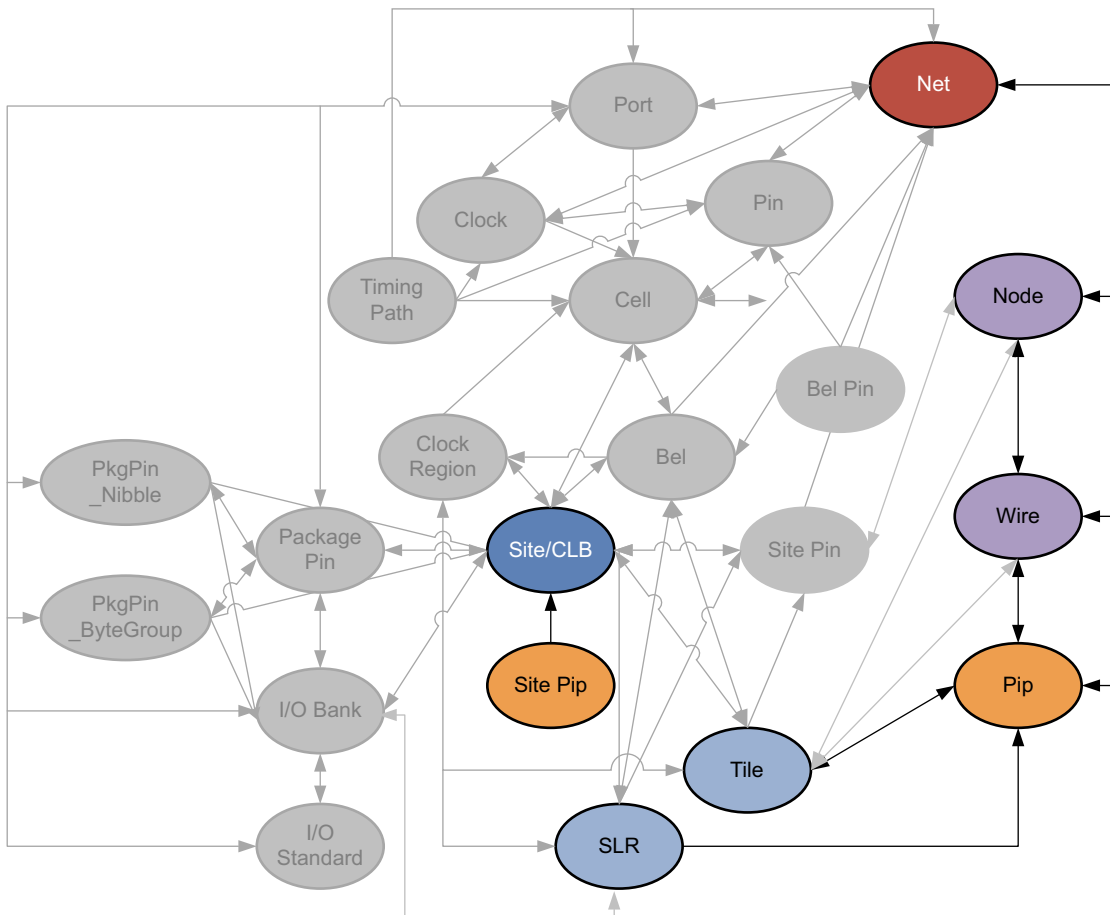 Net
Port
Pin
Clock
Timing
Path
Cell
Node
Bel Pin
Clock
Region
Bel
PkgPin
_Nibble
Package
Pin
Site/CLB
Site Pin
Wire
PkgPin
_ByteGroup
Site Pip
Pip
I/O Bank
Tile
I/O
Standard
SLR